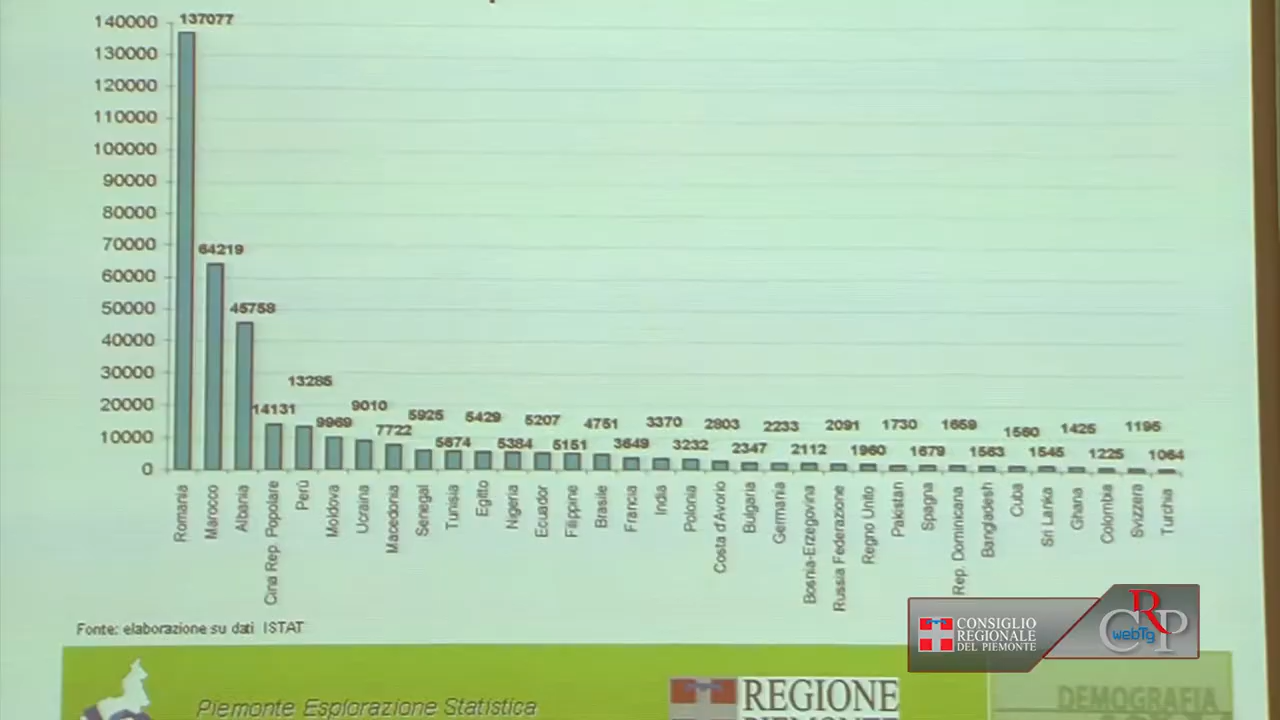 140000
137077
130000
120000
110000
100000
90000
80000
70000
64219
60000
50000
45758
40000
30000
20000
14131 13285 9969 9010 7722 5925 5674 5429 5384 5207 5151 4751 3649 3370 3232 2803 2347 2233 2112 2091 1960 1730 1679 1659 1563 1560 1545 1425 1225 1195 1064
10000
0
Romania
Marocco
Albania
Cina Rep. Popolare
Perù
Moldova
Ucraina
Macedonia
Senegal
Tunisia
Egitto
Nigeria
Ecuador
Filippine
Brasile
Francia
India
Polonia
Costa d'Avorio
Bulgaria
Germania
Bosnia-Erzegovina
Russia Federazione
Regno Unito
Pakistan
Spagna
Rep. Dominicana
Bangladesh
Cuba
Sri Lanka
Ghana
Colombia
Svizzera
Turchia
Fonte: elaborazione su dati ISTAT
CONSIGLIO
REGIONALE
DEL PIEMONTE
CRP
webTg
Piemonte Esplorazione Statistica
REGIONE
PIEMONTE
DEMOGRAFIA